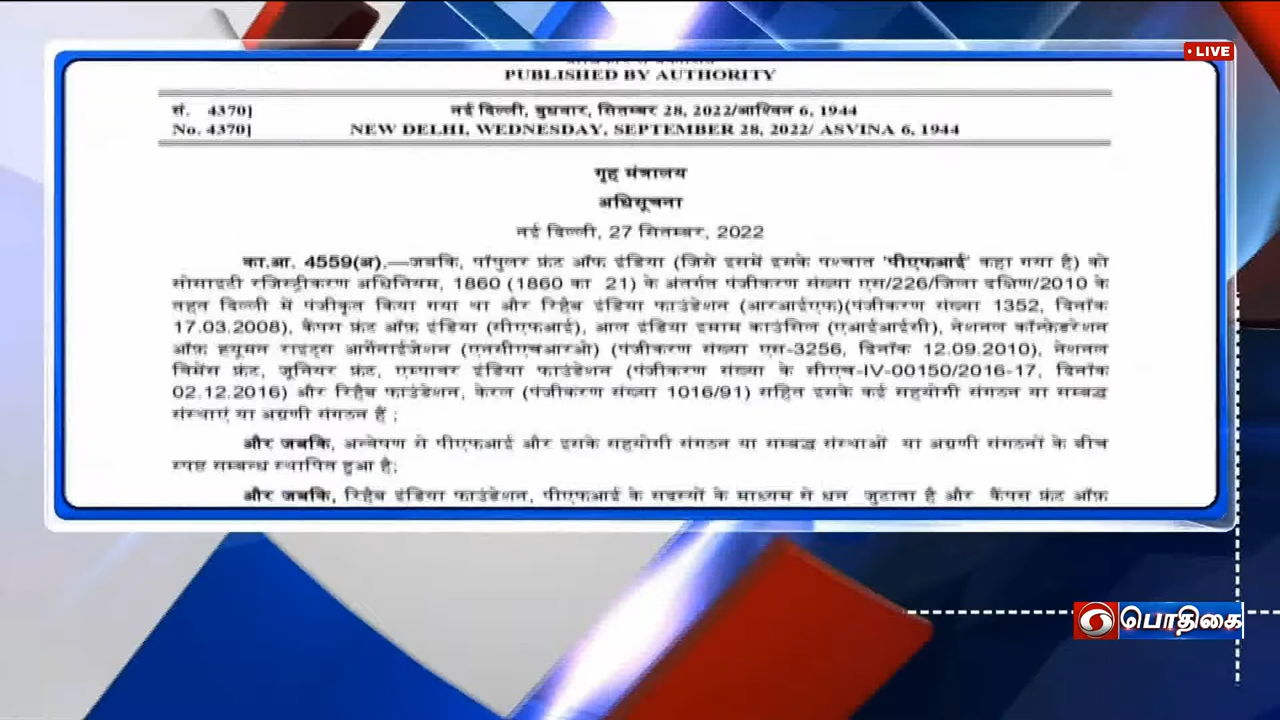 LIVE
PUBLISHED BY AUTHORITY
सं. 4370] नई दिल्ली, बुधवार, सितम्बर 28, 2022/आश्विन 6, 1944
No. 4370] NEW DELHI, WEDNESDAY, SEPTEMBER 28, 2022/ ASVINA 6, 1944
गृह मंत्रालय
अधिसूचना
नई दिल्ली, 27 सितम्बर, 2022
का.आ. 4559(अ).—जबकि, पॉपुलर फ्रंट ऑफ इंडिया (जिसे इसमें इसके पश्चात 'पीएफआई' कहा गया है) को
सोसाइटी रजिस्ट्रीकरण अधिनियम, 1860 (1860 का 21) के अंतर्गत पंजीकरण संख्या एस/226/जिला दक्षिण/2010 के
तहत दिल्ली में पंजीकृत किया गया था और रिहैब इंडिया फाउंडेशन (आरआईएफ)(पंजीकरण संख्या 1352, दिनाँक
17.03.2008), कैंपस फ्रंट ऑफ़ इंडिया (सीएफआई), आल इंडिया इमाम काउंसिल (एआईआईसी), नेशनल कॉन्फ़ेडरेशन
ऑफ़ ह्यूमन राइट्स आर्गेनाईजेशन (एनसीएचआरओ) (पंजीकरण संख्या एस-3256, दिनाँक 12.09.2010), नेशनल
विमेंस फ्रंट, जूनियर फ्रंट, एम्पावर इंडिया फाउंडेशन (पंजीकरण संख्या के सीएच-IV-00150/2016-17, दिनाँक
02.12.2016) और रिहैब फाउंडेशन, केरल (पंजीकरण संख्या 1016/91) सहित इसके कई सहयोगी संगठन या सम्बद्ध
संस्थाएं या अग्रणी संगठन हैं ;
और जबकि, अन्वेषण से पीएफआई और इसके सहयोगी संगठन या सम्बद्ध संस्थाओं या अग्रणी संगठनों के बीच
स्पष्ट सम्बन्ध स्थापित हुआ है;
और जबकि, रिहैब इंडिया फाउंडेशन, पीएफआई के सदस्यों के माध्यम से धन जुटाता है और कैंपस फ्रंट ऑफ़
பொதிகை